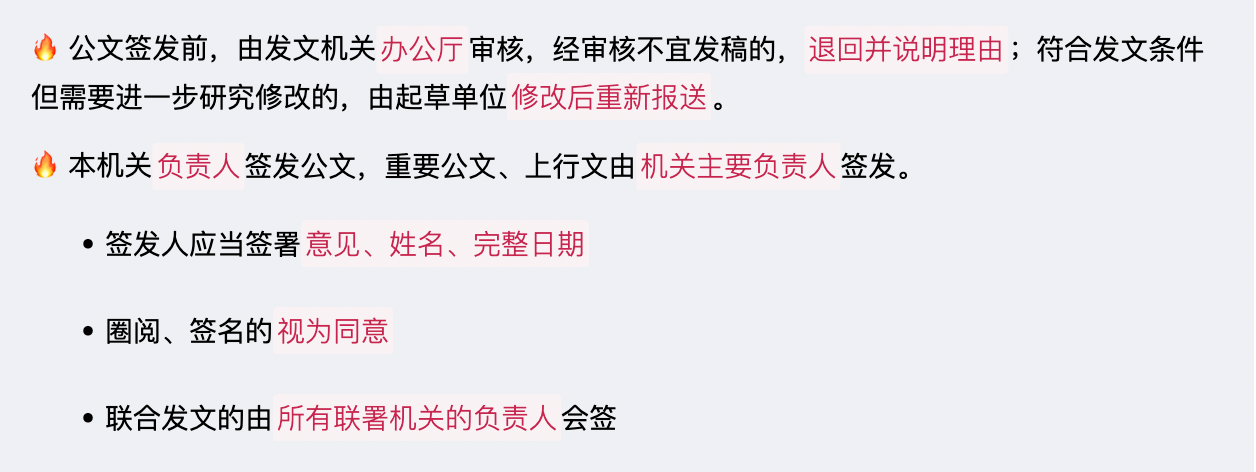 🔥 公文签发前，由发文机关办公厅审核，经审核不宜发稿的，退回并说明理由；符合发文条件
但需要进一步研究修改的，由起草单位修改后重新报送。
🔥 本机关负责人签发公文，重要公文、上行文由机关主要负责人签发。
• 签发人应当签署意见、姓名、完整日期
• 圈阅、签名的视为同意
• 联合发文的由所有联署机关的负责人会签